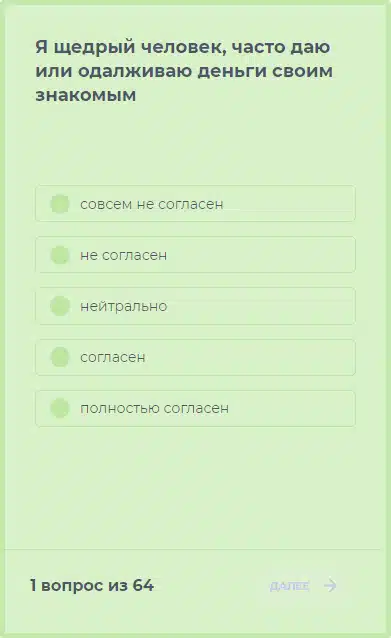 Я щедрый человек, часто даю
или одалживаю деньги своим
знакомым
совсем не согласен
не согласен
нейтрально
согласен
полностью согласен
1 вопрос из 64
ДАЛЕЕ